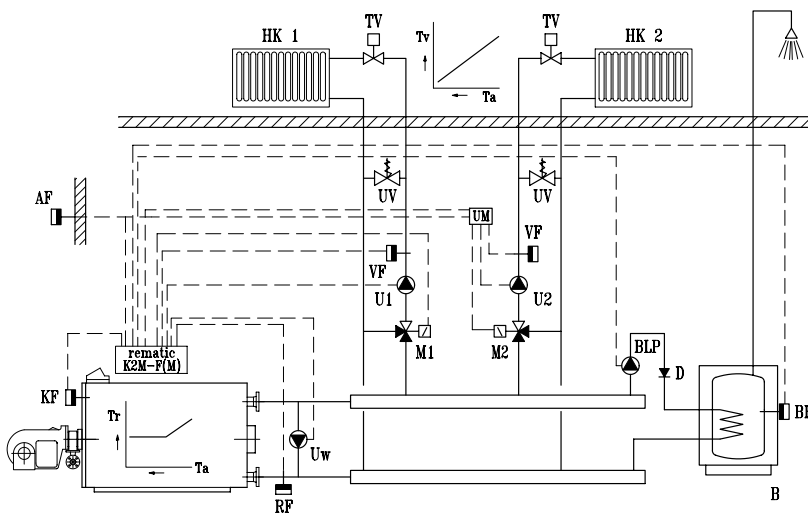 TV
TV
HK 1
Tv
Ta
HK 2
UV
UV
AF
UM
VF
VF
U1
U2
M1
M2
rematic
K2M-F(M)
BLP
D
KF
Tr
Ta
Uw
RF
B